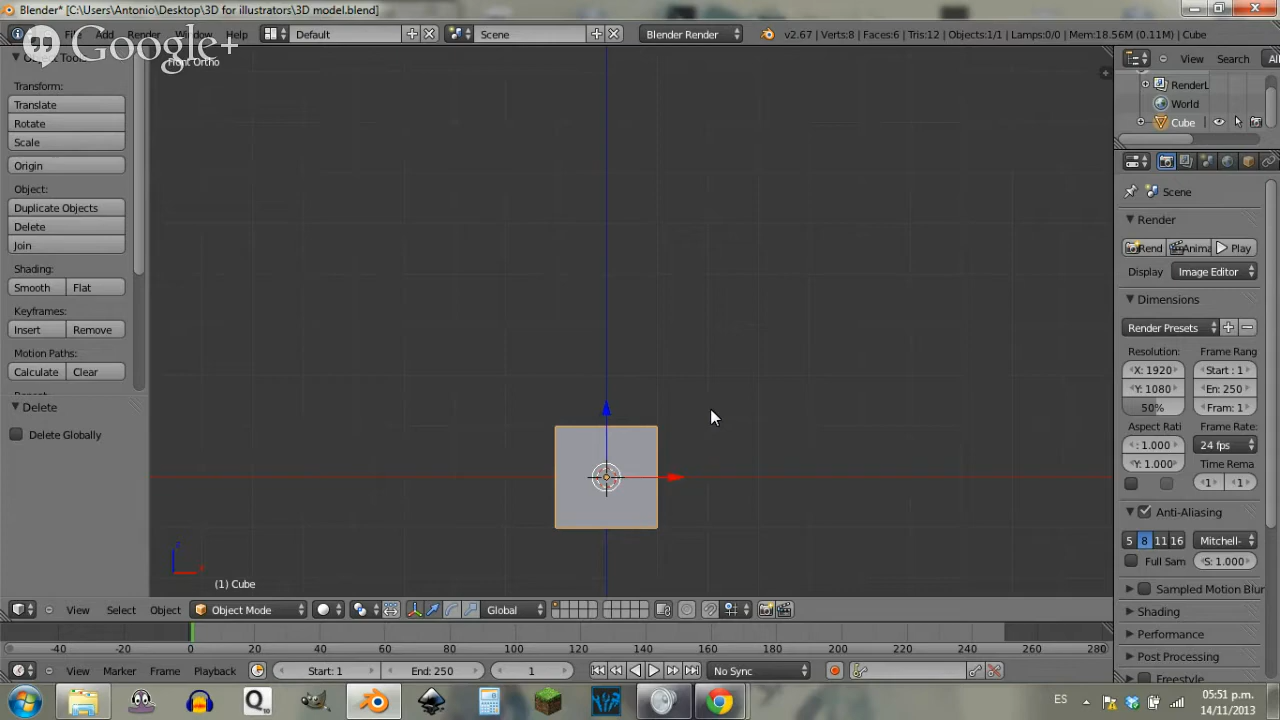 Blender* [C:\Users\Antonio\Desktop\3D for illustrators\3D model.blend]
File Add Render Window Help
Default
Scene
Blender Render
v2.67 | Verts:8 | Faces:6 | Tris:12 | Objects:1/1 | Lamps:0/0 | Mem:18.56M (0.11M) | Cube
Google+
Object Tools
Front Ortho
Transform:
Translate
Rotate
Scale
Origin
Object:
Duplicate Objects
Delete
Join
Shading:
Smooth Flat
Keyframes:
Insert Remove
Motion Paths:
Calculate Clear
Delete
Delete Globally
(1) Cube
View Select Object Object Mode Global
View Search All
RenderL
World
Cube
Scene
Render
Rend Anima Play
Display Image Editor
Dimensions
Render Presets
Resolution: Frame Rang
X: 1920 Start: 1
Y: 1080 En: 250
50% Fram: 1
Aspect Rati Frame Rate:
: 1.000 24 fps
Y: 1.000 Time Rema
1 1
Anti-Aliasing
5 8 11 16 Mitchell-
Full Sam S: 1.000
Sampled Motion Blur
Shading
Performance
Post Processing
Freestyle
-40 -20 0 20 40 60 80 100 120 140 160 180 200 220 240 260 280
View Marker Frame Playback Start: 1 End: 250 1 No Sync
ES
05:51 p.m.
14/11/2013